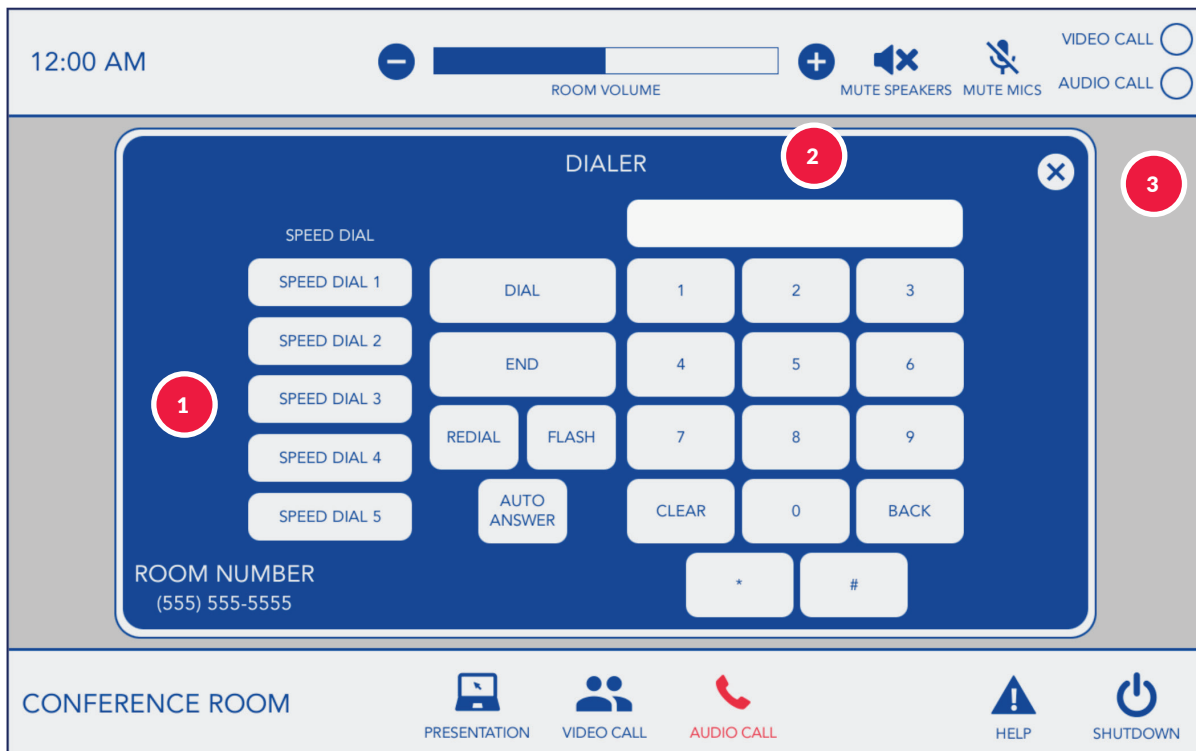 12:00 AM
ROOM VOLUME
MUTE SPEAKERS
MUTE MICS
VIDEO CALL
AUDIO CALL
DIALER
2
3
SPEED DIAL
SPEED DIAL 1
DIAL
1
2
3
SPEED DIAL 2
END
4
5
6
1
SPEED DIAL 3
REDIAL
FLASH
7
8
9
SPEED DIAL 4
SPEED DIAL 5
AUTO
ANSWER
CLEAR
0
BACK
ROOM NUMBER
(555) 555-5555
*
#
CONFERENCE ROOM
PRESENTATION
VIDEO CALL
AUDIO CALL
HELP
SHUTDOWN